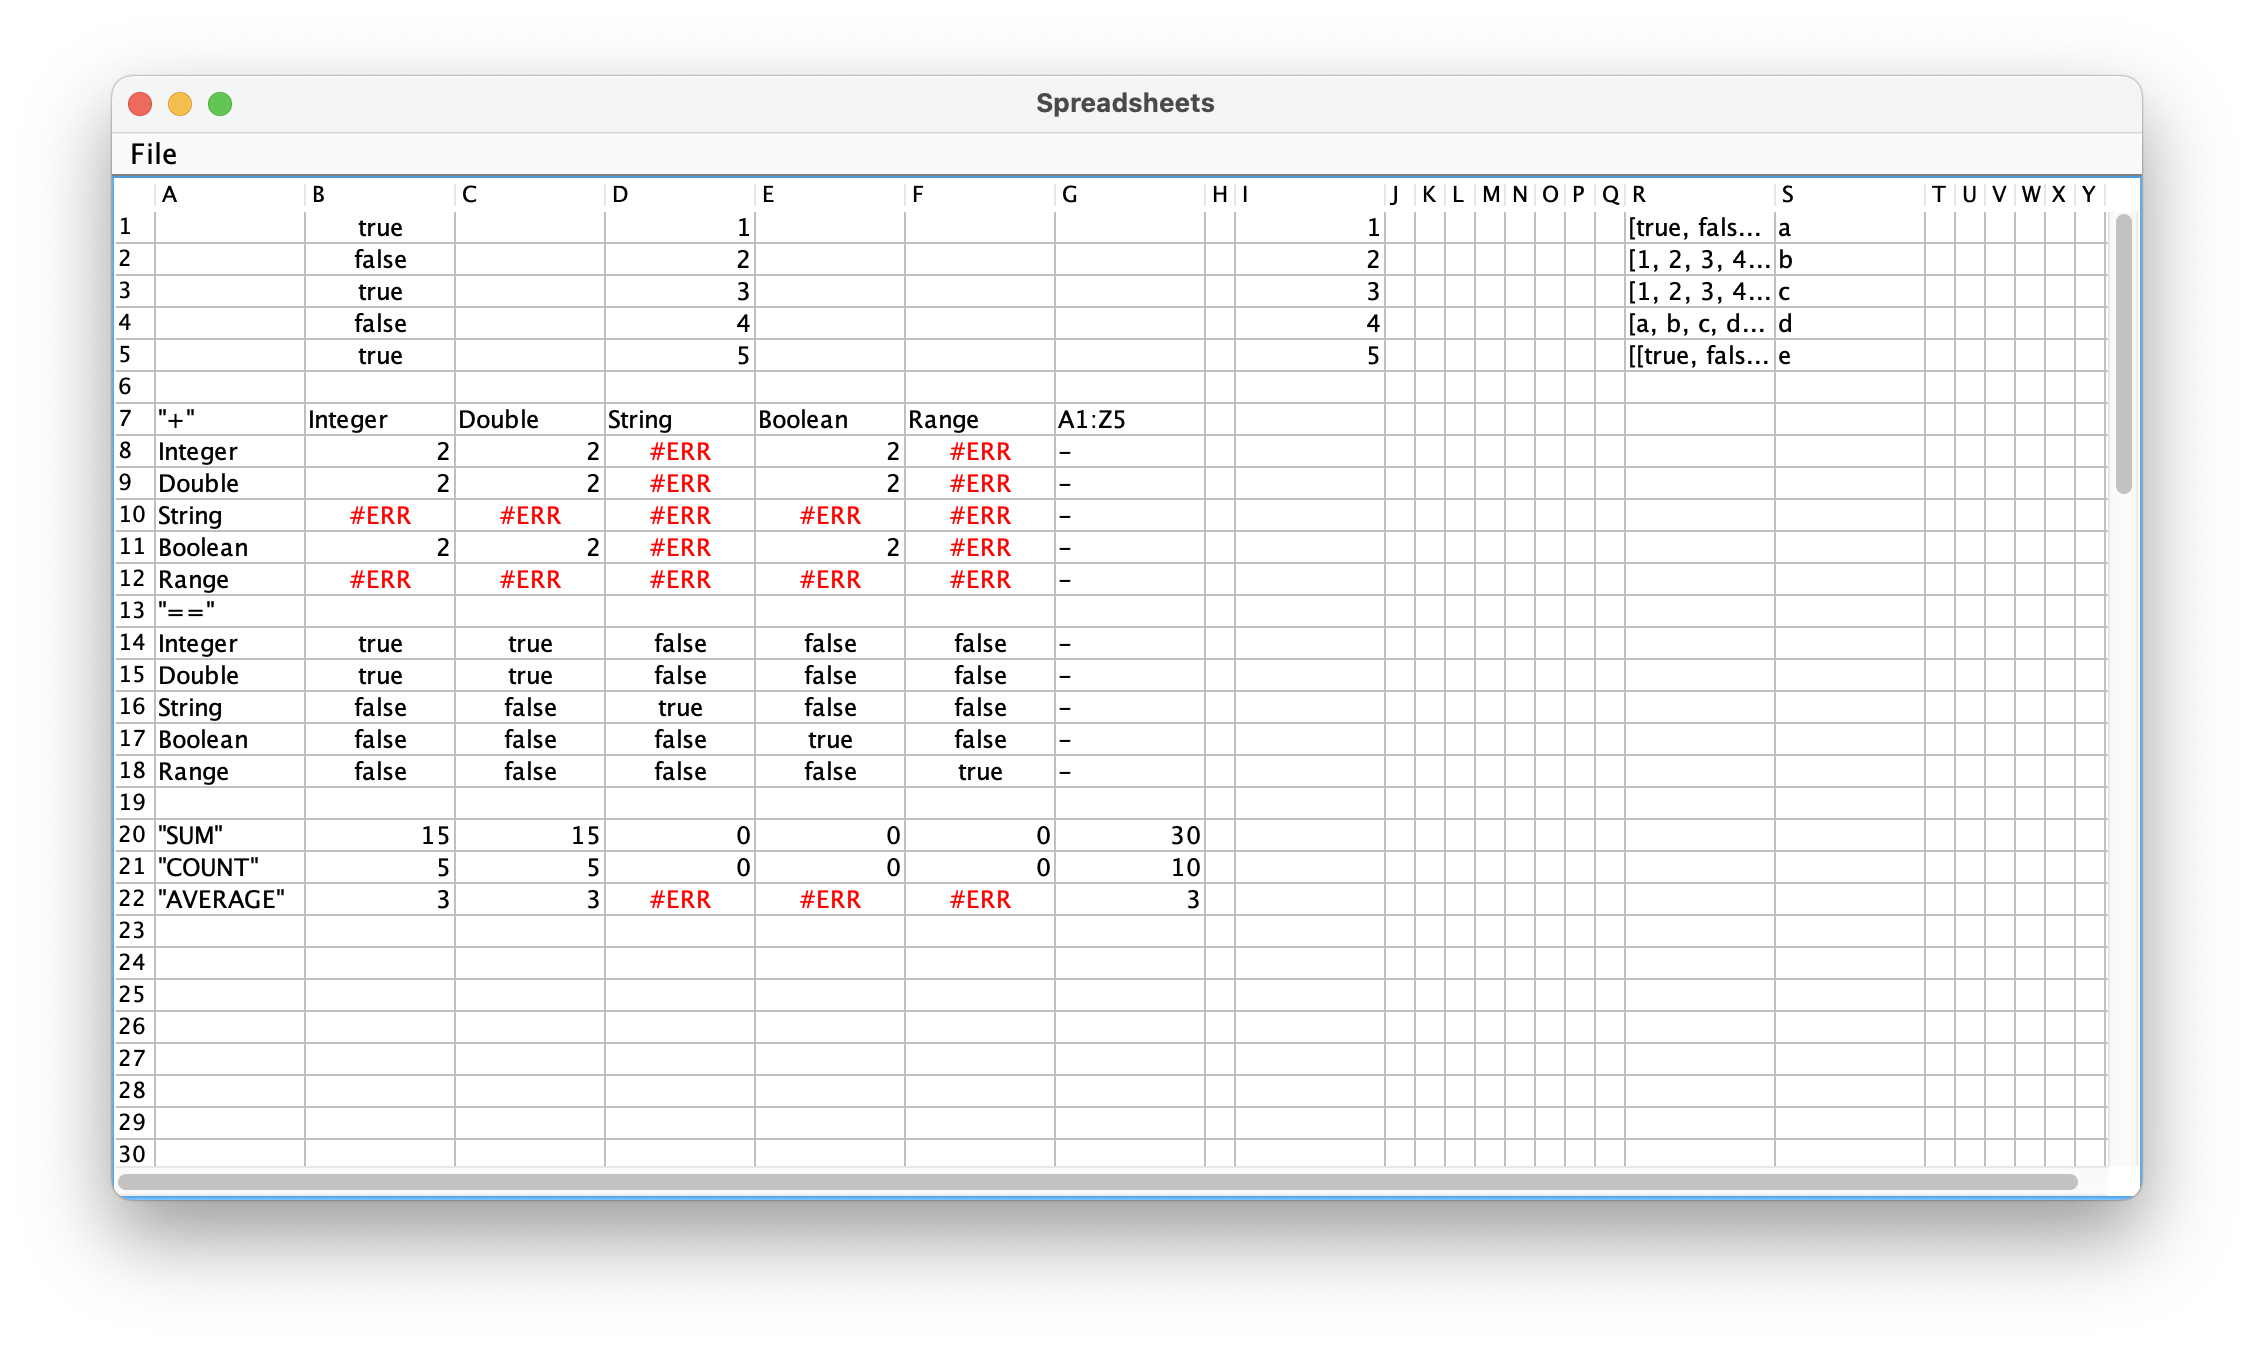 Spreadsheets
File
A B C D E F G H I J K L M N O P Q R S T U V W X Y
1 true 1 1 [true, fals... a
2 false 2 2 [1, 2, 3, 4... b
3 true 3 3 [1, 2, 3, 4... c
4 false 4 4 [a, b, c, d... d
5 true 5 5 [[true, fals... e
6
7 "+" Integer Double String Boolean Range A1:Z5
8 Integer 2 2 #ERR 2 #ERR -
9 Double 2 2 #ERR 2 #ERR -
10 String #ERR #ERR #ERR #ERR #ERR -
11 Boolean 2 2 #ERR 2 #ERR -
12 Range #ERR #ERR #ERR #ERR #ERR -
13 "=="
14 Integer true true false false false -
15 Double true true false false false -
16 String false false true false false -
17 Boolean false false false true false -
18 Range false false false false true -
19
20 "SUM" 15 15 0 0 0 30
21 "COUNT" 5 5 0 0 0 10
22 "AVERAGE" 3 3 #ERR #ERR #ERR 3
23
24
25
26
27
28
29
30